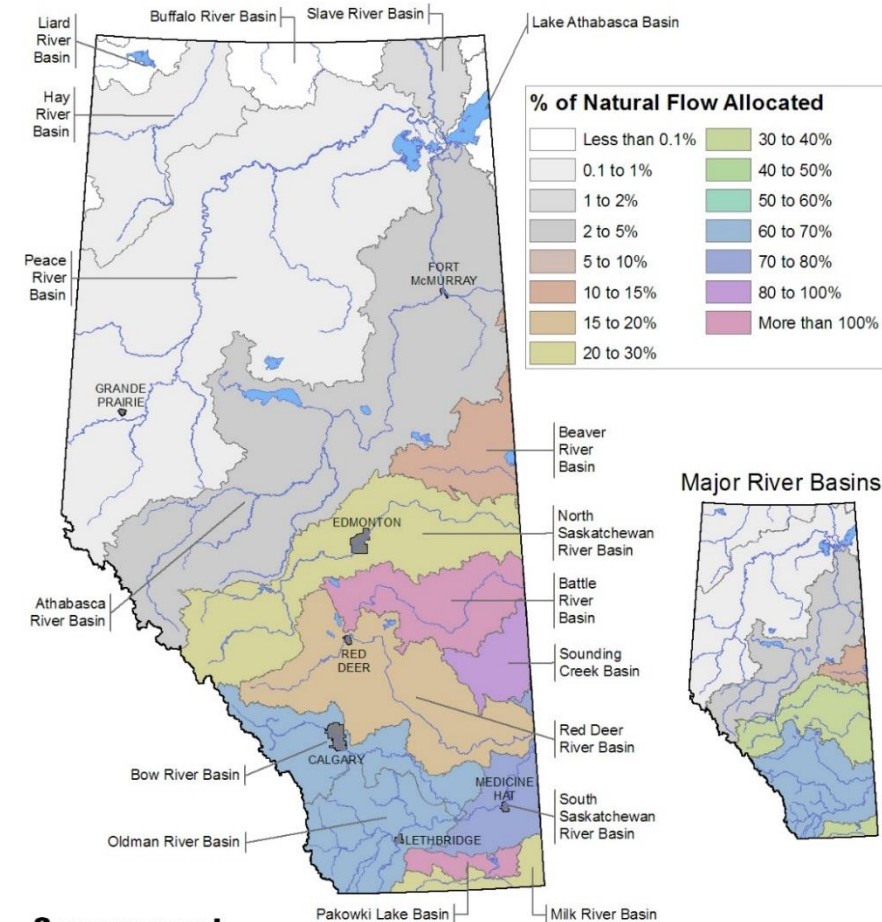 Liard
River
Basin
Buffalo River Basin
Slave River Basin
Lake Athabasca Basin
Hay
River
Basin
% of Natural Flow Allocated
Less than 0.1%
0.1 to 1%
1 to 2%
2 to 5%
5 to 10%
10 to 15%
15 to 20%
20 to 30%
30 to 40%
40 to 50%
50 to 60%
60 to 70%
70 to 80%
80 to 100%
More than 100%
Peace
River
Basin
FORT
McMURRAY
GRANDE
PRAIRIE
Beaver
River
Basin
Major River Basins
EDMONTON
North
Saskatchewan
River Basin
Athabasca
River Basin
Battle
River
Basin
RED
DEER
Sounding
Creek Basin
Red Deer
River Basin
CALGARY
Bow River Basin
MEDICINE
HAT
South
Saskatchewan
River Basin
Oldman River Basin
LETHBRIDGE
Pakowki Lake Basin
Milk River Basin